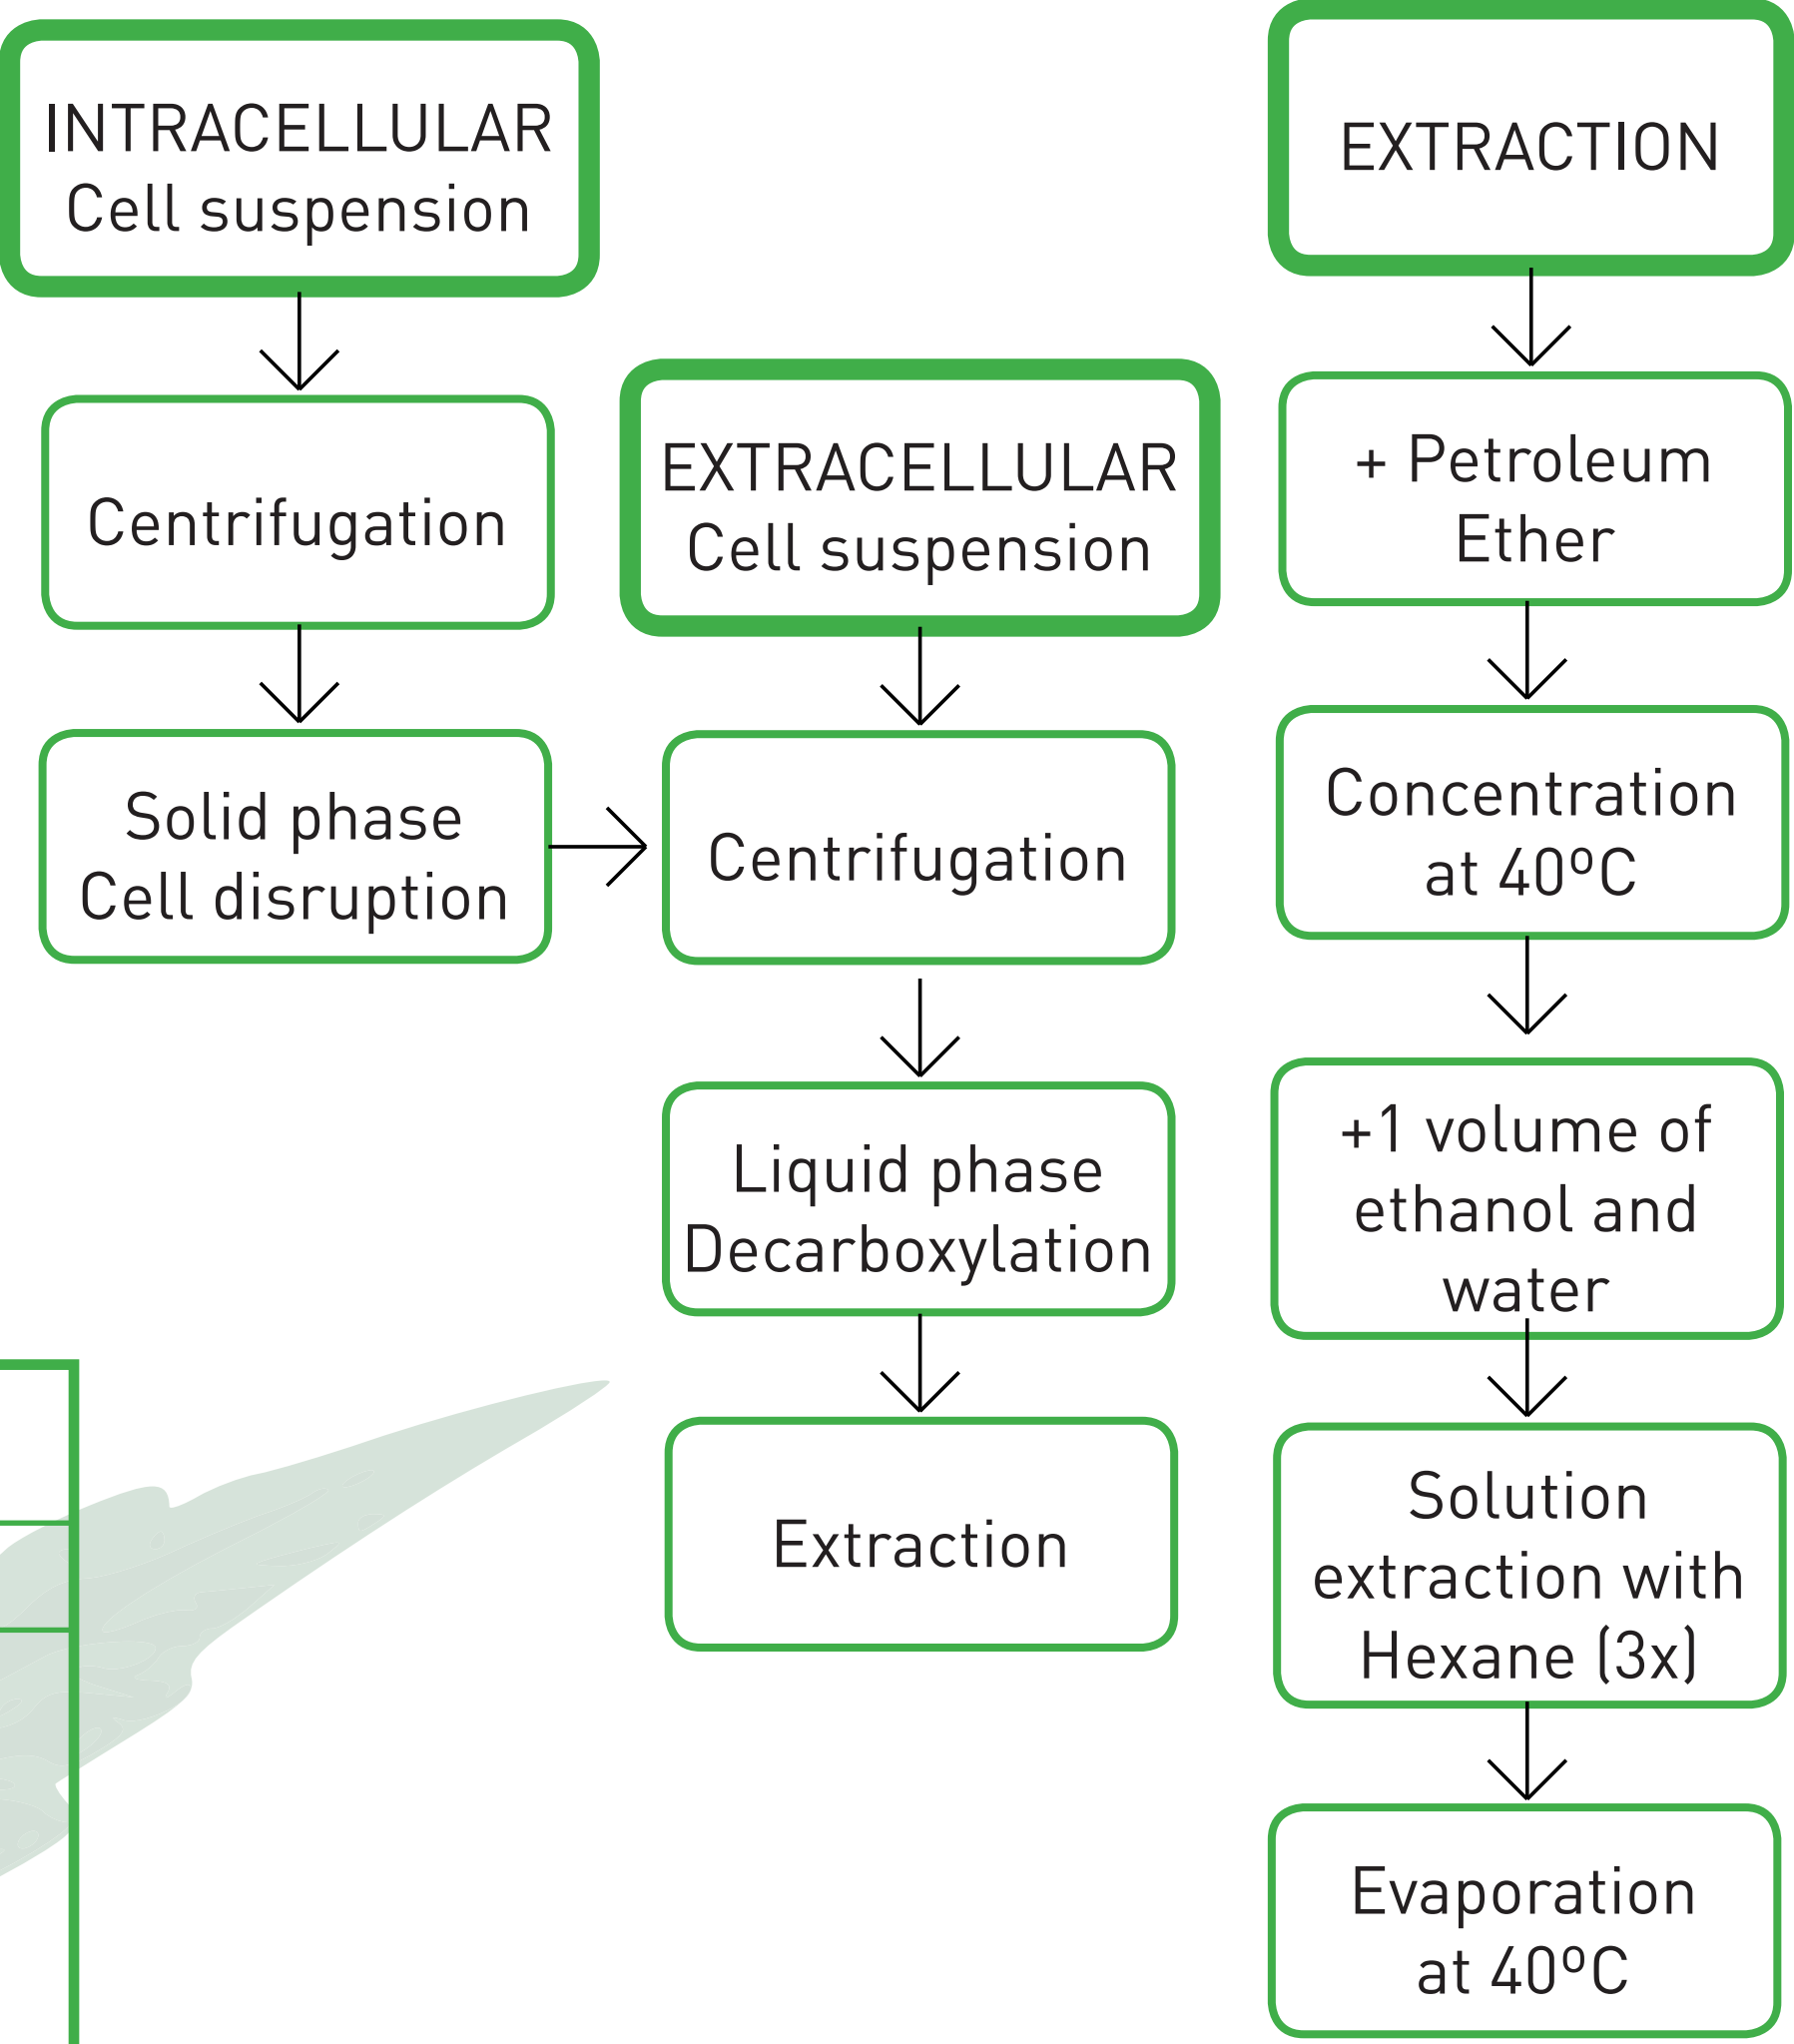 INTRACELLULAR
Cell suspension
Centrifugation
Solid phase
Cell disruption
EXTRACELLULAR
Cell suspension
Centrifugation
Liquid phase
Decarboxylation
Extraction
EXTRACTION
+ Petroleum
Ether
Concentration
at 40ºC
+1 volume of
ethanol and
water
Solution
extraction with
Hexane (3x)
Evaporation
at 40ºC